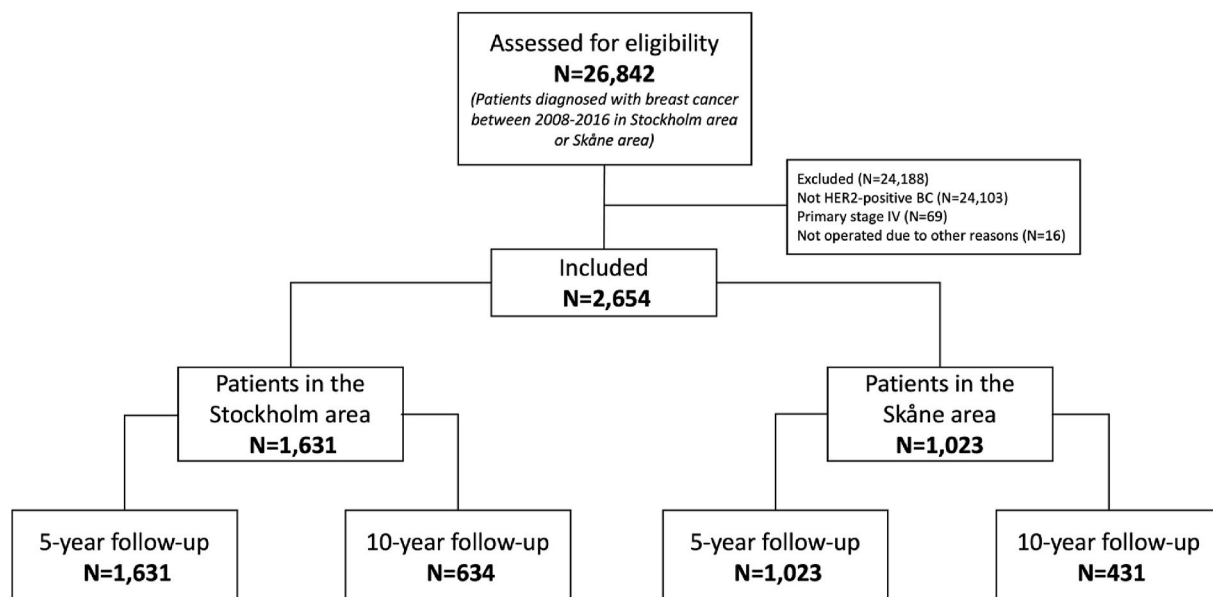 Assessed for eligibility
N=26,842
(Patients diagnosed with breast cancer
between 2008-2016 in Stockholm area
or Skåne area)
Excluded (N=24,188)
Not HER2-positive BC (N=24,103)
Primary stage IV (N=69)
Not operated due to other reasons (N=16)
Included
N=2,654
Patients in the
Stockholm area
N=1,631
Patients in the
Skåne area
N=1,023
5-year follow-up
N=1,631
10-year follow-up
N=634
5-year follow-up
N=1,023
10-year follow-up
N=431